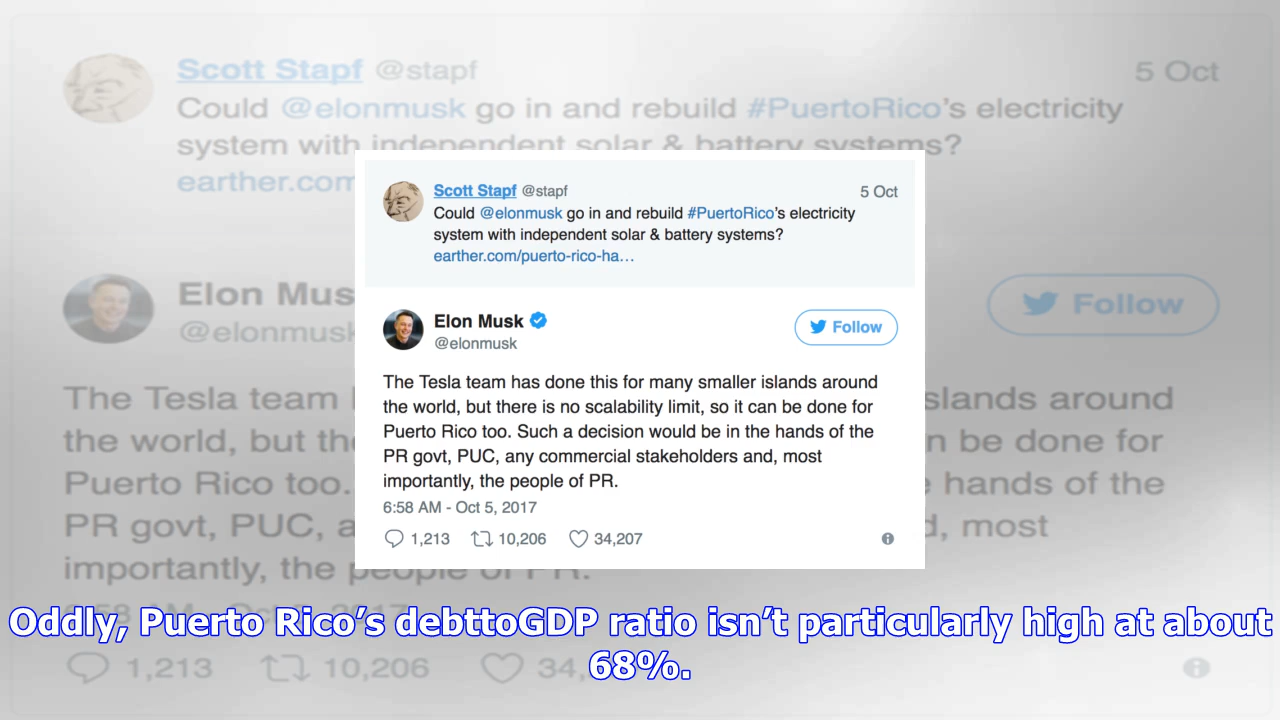 Scott Stapf @stapf 5 Oct
Could @elonmusk go in and rebuild #PuertoRico's electricity
system with independent solar & battery systems?
earther.com
Elon Mus
@elonmusk
Follow
The Tesla team
slands around
the world, but th
n be done for
Puerto Rico too.
hands of the
PR govt, PUC, a
d, most
importantly, the people of PR.
1,213 10,206 34,
Scott Stapf @stapf 5 Oct
Could @elonmusk go in and rebuild #PuertoRico's electricity
system with independent solar & battery systems?
earther.com/puerto-rico-ha…
Elon Musk
@elonmusk
Follow
The Tesla team has done this for many smaller islands around
the world, but there is no scalability limit, so it can be done for
Puerto Rico too. Such a decision would be in the hands of the
PR govt, PUC, any commercial stakeholders and, most
importantly, the people of PR.
6:58 AM - Oct 5, 2017
1,213 10,206 34,207
Oddly, Puerto Rico’s debttoGDP ratio isn’t particularly high at about
68%.